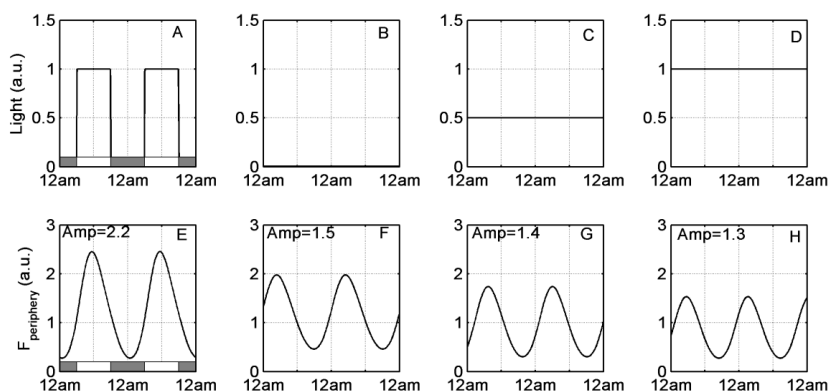 1.5 A
1
0.5
0
Light (a.u.)
12am 12am 12am
1.5 B
1
0.5
0
12am 12am 12am
1.5 C
1
0.5
0
12am 12am 12am
1.5 D
1
0.5
0
12am 12am 12am
3 Amp=2.2 E
2
1
0
F periphery (a.u.)
12am 12am 12am
3 Amp=1.5 F
2
1
0
12am 12am 12am
3 Amp=1.4 G
2
1
0
12am 12am 12am
3 Amp=1.3 H
2
1
0
12am 12am 12am